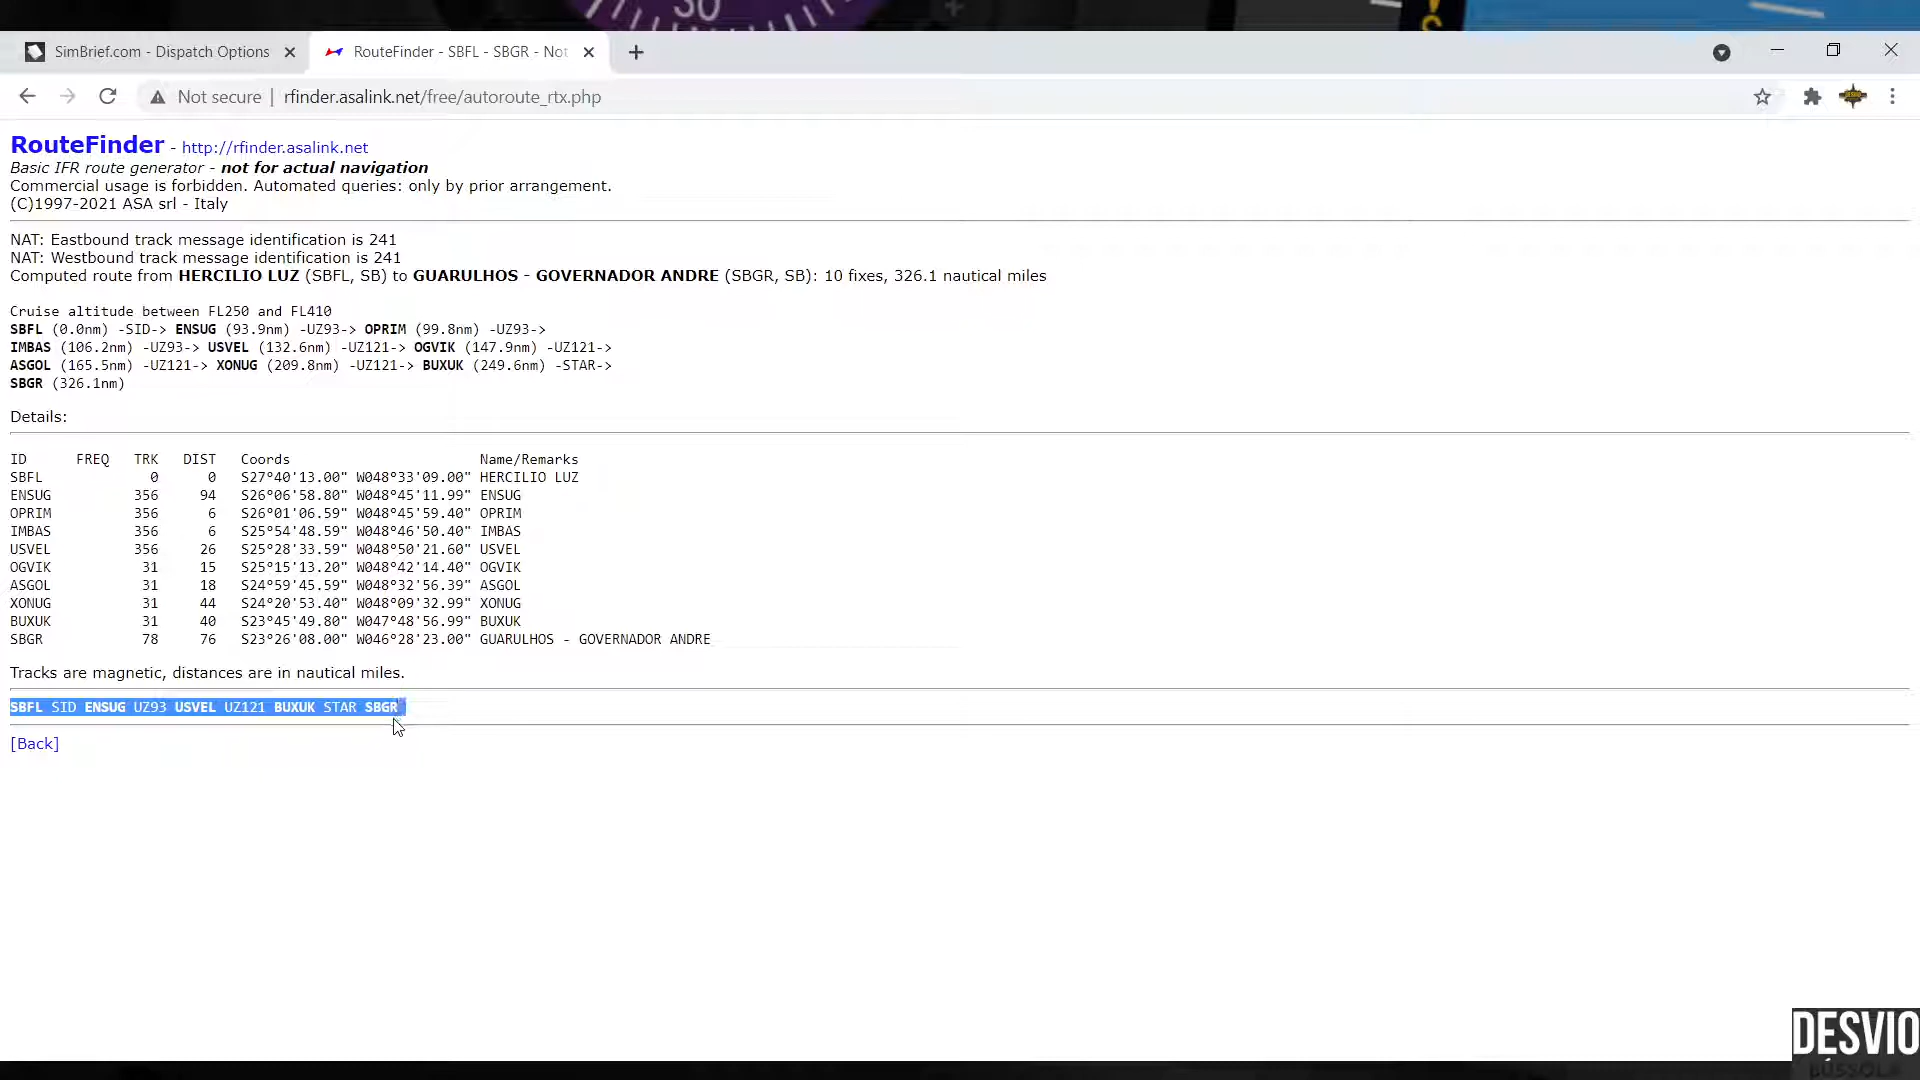 30
SimBrief.com - Dispatch Options
RouteFinder - SBFL - SBGR - Not
Not secure | rfinder.asalink.net/free/autoroute_rtx.php
RouteFinder - http://rfinder.asalink.net
Basic IFR route generator - not for actual navigation
Commercial usage is forbidden. Automated queries: only by prior arrangement.
(C)1997-2021 ASA srl - Italy
NAT: Eastbound track message identification is 241
NAT: Westbound track message identification is 241
Computed route from HERCILIO LUZ (SBFL, SB) to GUARULHOS - GOVERNADOR ANDRE (SBGR, SB): 10 fixes, 326.1 nautical miles
Cruise altitude between FL250 and FL410
SBFL (0.0nm) -SID-> ENSUG (93.9nm) -UZ93-> OPRIM (99.8nm) -UZ93->
IMBAS (106.2nm) -UZ93-> USVEL (132.6nm) -UZ121-> OGVIK (147.9nm) -UZ121->
ASGOL (165.5nm) -UZ121-> XONUG (209.8nm) -UZ121-> BUXUK (249.6nm) -STAR->
SBGR (326.1nm)
Details:
ID FREQ TRK DIST Coords Name/Remarks
SBFL 0 0 S27°40'13.00" W048°33'09.00" HERCILIO LUZ
ENSUG 356 94 S26°06'58.80" W048°45'11.99" ENSUG
OPRIM 356 6 S26°01'06.59" W048°45'59.40" OPRIM
IMBAS 356 6 S25°54'48.59" W048°46'50.40" IMBAS
USVEL 356 26 S25°28'33.59" W048°50'21.60" USVEL
OGVIK 31 15 S25°15'13.20" W048°42'14.40" OGVIK
ASGOL 31 18 S24°59'45.59" W048°32'56.39" ASGOL
XONUG 31 44 S24°20'53.40" W048°09'32.99" XONUG
BUXUK 31 40 S23°45'49.80" W047°48'56.99" BUXUK
SBGR 78 76 S23°26'08.00" W046°28'23.00" GUARULHOS - GOVERNADOR ANDRE
Tracks are magnetic, distances are in nautical miles.
SBFL SID ENSUG UZ93 USVEL UZ121 BUXUK STAR SBGR
[Back]
DESVIO
BÚSSOLA